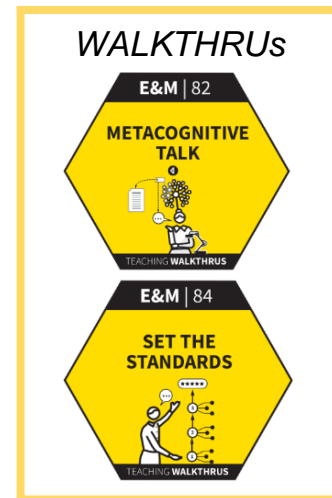 WALKTHRUs
E&M | 82
METACOGNITIVE
TALK
TEACHING WALKTHRUS
E&M | 84
SET THE
STANDARDS
TEACHING WALKTHRUS